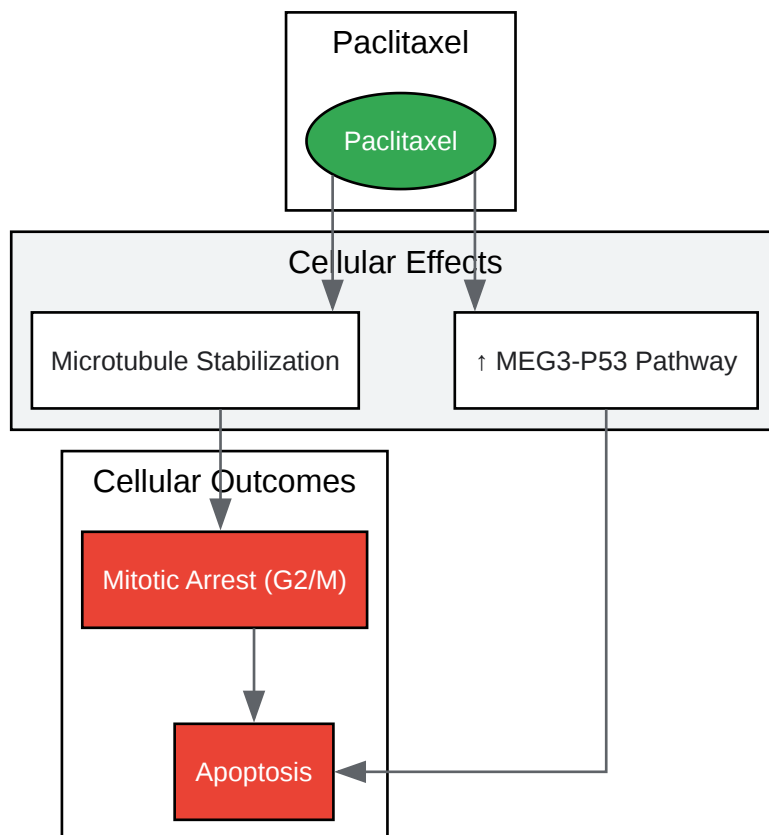 Paclitaxel
Paclitaxel
Cellular Effects
Microtubule Stabilization
↑ MEG3-P53 Pathway
Cellular Outcomes
Mitotic Arrest (G2/M)
Apoptosis